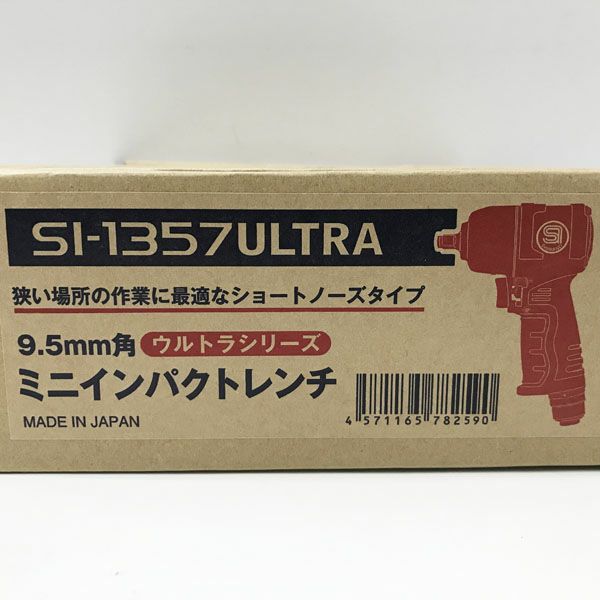 SI-1357ULTRA
SI
狭い場所の作業に最適なショートノーズタイプ
9.5mm角 ウルトラシリーズ
ミニインパクトレンチ
MADE IN JAPAN
4 571165 782590